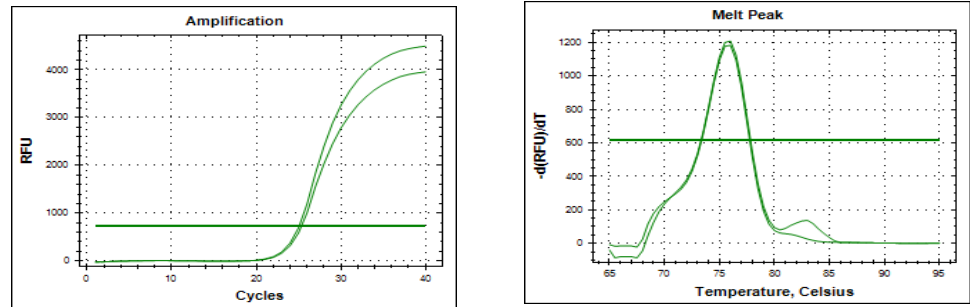 Amplification
4000
3000
2000
1000
0
RFU
0 10 20 30 40
Cycles
Melt Peak
1200
1000
800
600
400
200
0
-d(RFU)/dT
65 70 75 80 85 90 95
Temperature, Celsius